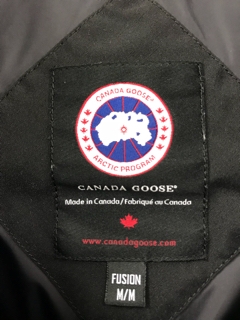 CANADA GOOSE
ARCTIC PROGRAM
CANADA GOOSE®
Made in Canada/Fabriqué au Canada
www.canadagoose.com
FUSION
M/M